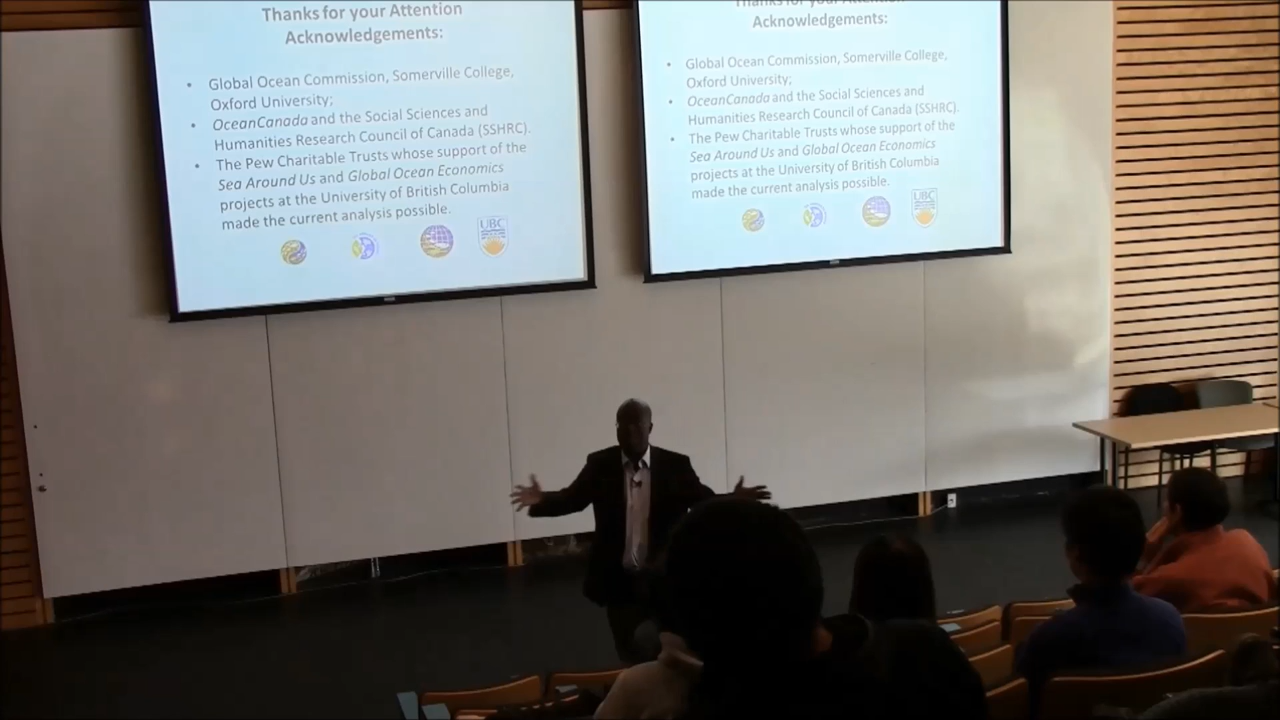 Thanks for your Attention
Acknowledgements:
• Global Ocean Commission, Somerville College,
Oxford University;
• OceanCanada and the Social Sciences and
Humanities Research Council of Canada (SSHRC).
• The Pew Charitable Trusts whose support of the
Sea Around Us and Global Ocean Economics
projects at the University of British Columbia
made the current analysis possible.
UBC
Thanks for your Attention
Acknowledgements:
• Global Ocean Commission, Somerville College,
Oxford University;
• OceanCanada and the Social Sciences and
Humanities Research Council of Canada (SSHRC).
• The Pew Charitable Trusts whose support of the
Sea Around Us and Global Ocean Economics
projects at the University of British Columbia
made the current analysis possible.
UBC